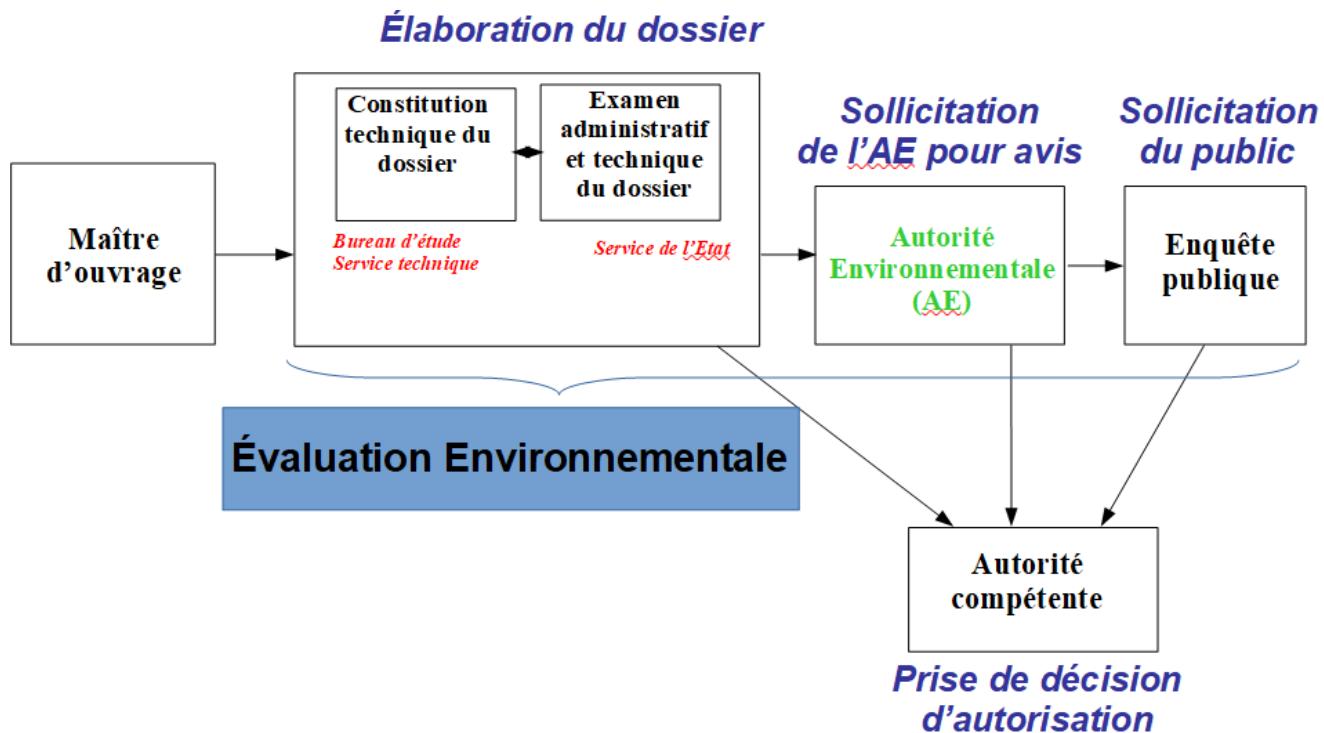 Élaboration du dossier
Constitution
technique du
dossier
Examen
administratif
et technique
du dossier
Bureau d'étude
Service technique
Service de l'Etat
Sollicitation
de l'AE pour avis
Sollicitation
du public
Maître
d'ouvrage
Autorité
Environnementale
(AE)
Enquête
publique
Évaluation Environnementale
Autorité
compétente
Prise de décision
d'autorisation